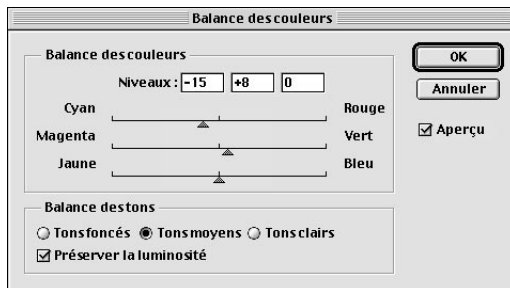 Balance des couleurs
Balance des couleurs
Niveaux : -15 +8 0
Cyan Rouge
Magenta Vert
Jaune Bleu
Balance des tons
Tons foncés Tons moyens Tons clairs
Préserver la luminosité
OK
Annuler
Aperçu